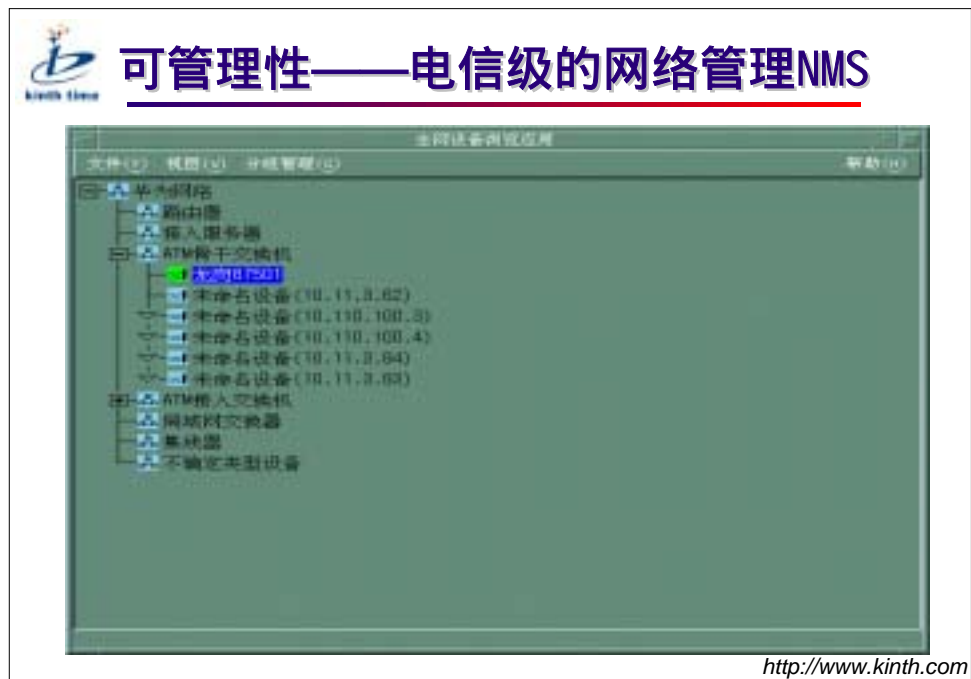 可管理性——电信级的网络管理NMS
kinth time
全网设备浏览应用
文件(F) 视图(V) 分级管理(G) 帮助(H)
华为网络
路由器
接入服务器
ATM骨干交换机
未命名设备(10.11.3.62)
未命名设备(10.110.100.3)
未命名设备(10.110.100.4)
未命名设备(10.11.3.64)
未命名设备(10.11.3.63)
ATM接入交换机
局域网交换器
集线器
不确定类型设备
http://www.kinth.com